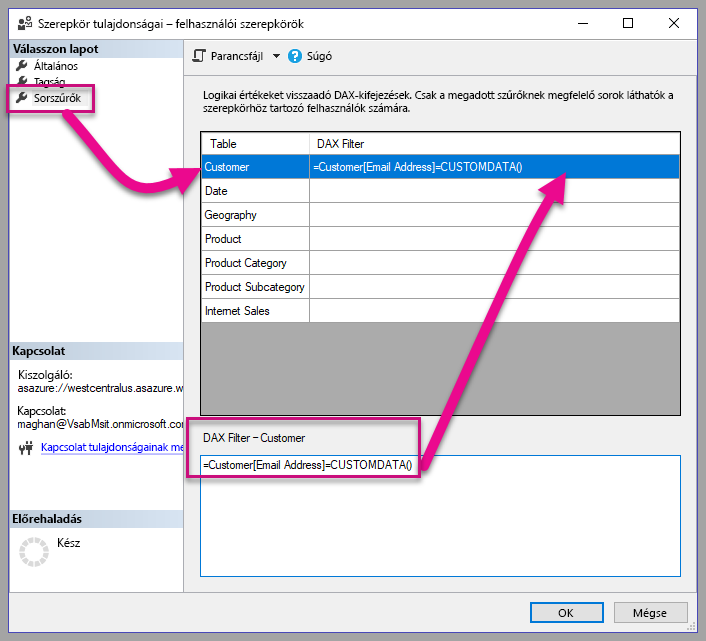 Szerepkör tulajdonságai – felhasználói szerepkörök
Válasszon lapot
Általános
Tagság
Sorszűrők
Parancsfájl
Súgó
Logikai értékeket visszaadó DAX-kifejezések. Csak a megadott szűrőknek megfelelő sorok láthatók a
szerepkörhöz tartozó felhasználók számára.
Table DAX Filter
Customer =Customer[Email Address]=CUSTOMDATA()
Date
Geography
Product
Product Category
Product Subcategory
Internet Sales
Kapcsolat
Kiszolgáló:
asazure://westcentralus.asazure.w
Kapcsolat:
maghan@VsabMsit.onmicrosoft.co
Kapcsolat tulajdonságainak me
DAX Filter – Customer
=Customer[Email Address]=CUSTOMDATA()
Előrehaladás
Kész
OK
Mégse